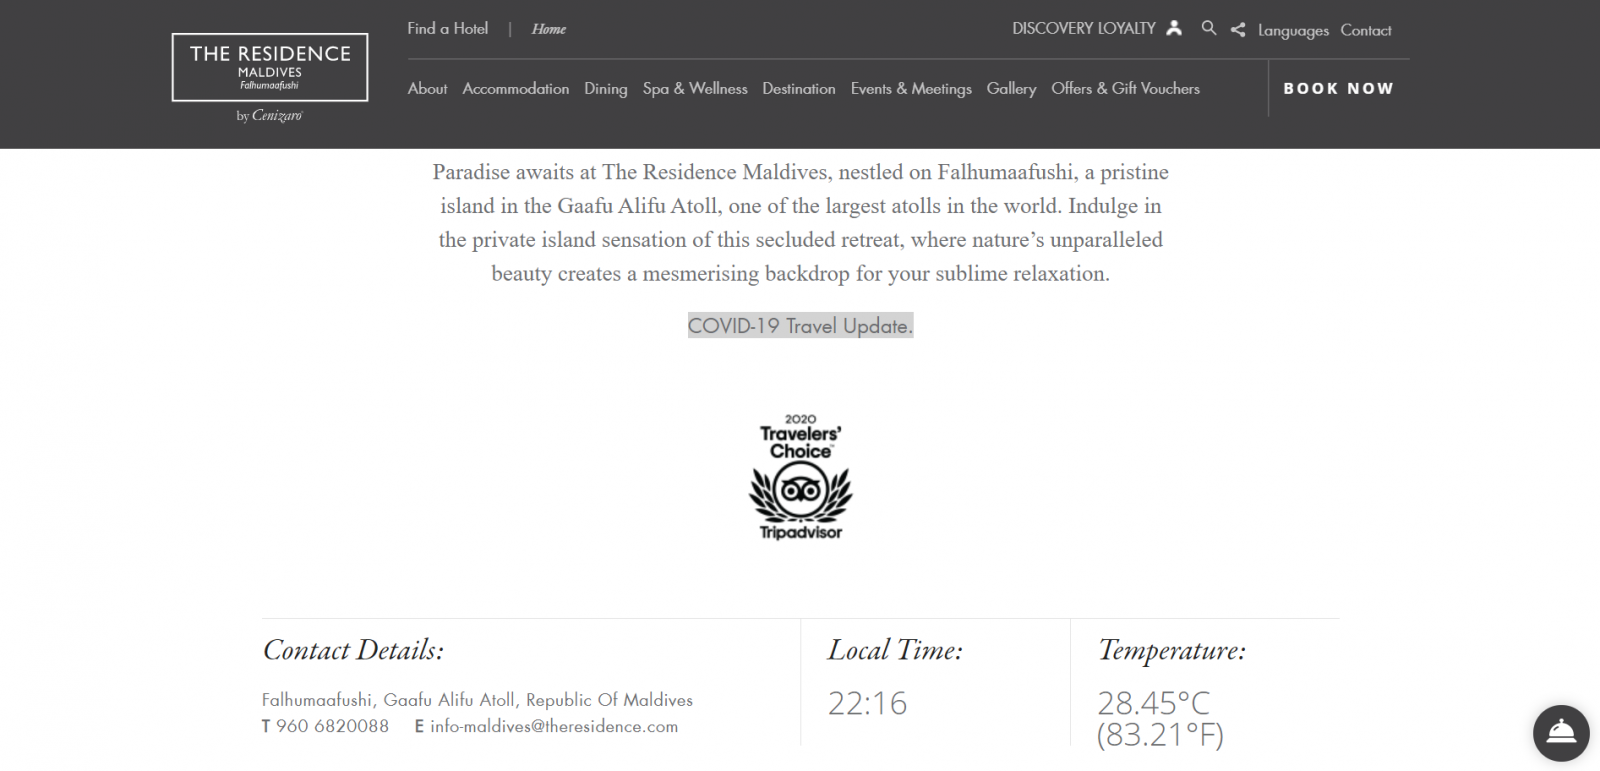 Find a Hotel | Home
DISCOVERY LOYALTY
Languages Contact
THE RESIDENCE
MALDIVES
Falhumaafushi
by Cenizaro
About Accommodation Dining Spa & Wellness Destination Events & Meetings Gallery Offers & Gift Vouchers
BOOK NOW
Paradise awaits at The Residence Maldives, nestled on Falhumaafushi, a pristine
island in the Gaafu Alifu Atoll, one of the largest atolls in the world. Indulge in
the private island sensation of this secluded retreat, where nature’s unparalleled
beauty creates a mesmerising backdrop for your sublime relaxation.
COVID-19 Travel Update.
2020
Travelers’
Choice™
Tripadvisor
Contact Details:
Falhumaafushi, Gaafu Alifu Atoll, Republic Of Maldives
T 960 6820088 E info-maldives@theresidence.com
Local Time:
22:16
Temperature:
28.45°C
(83.21°F)